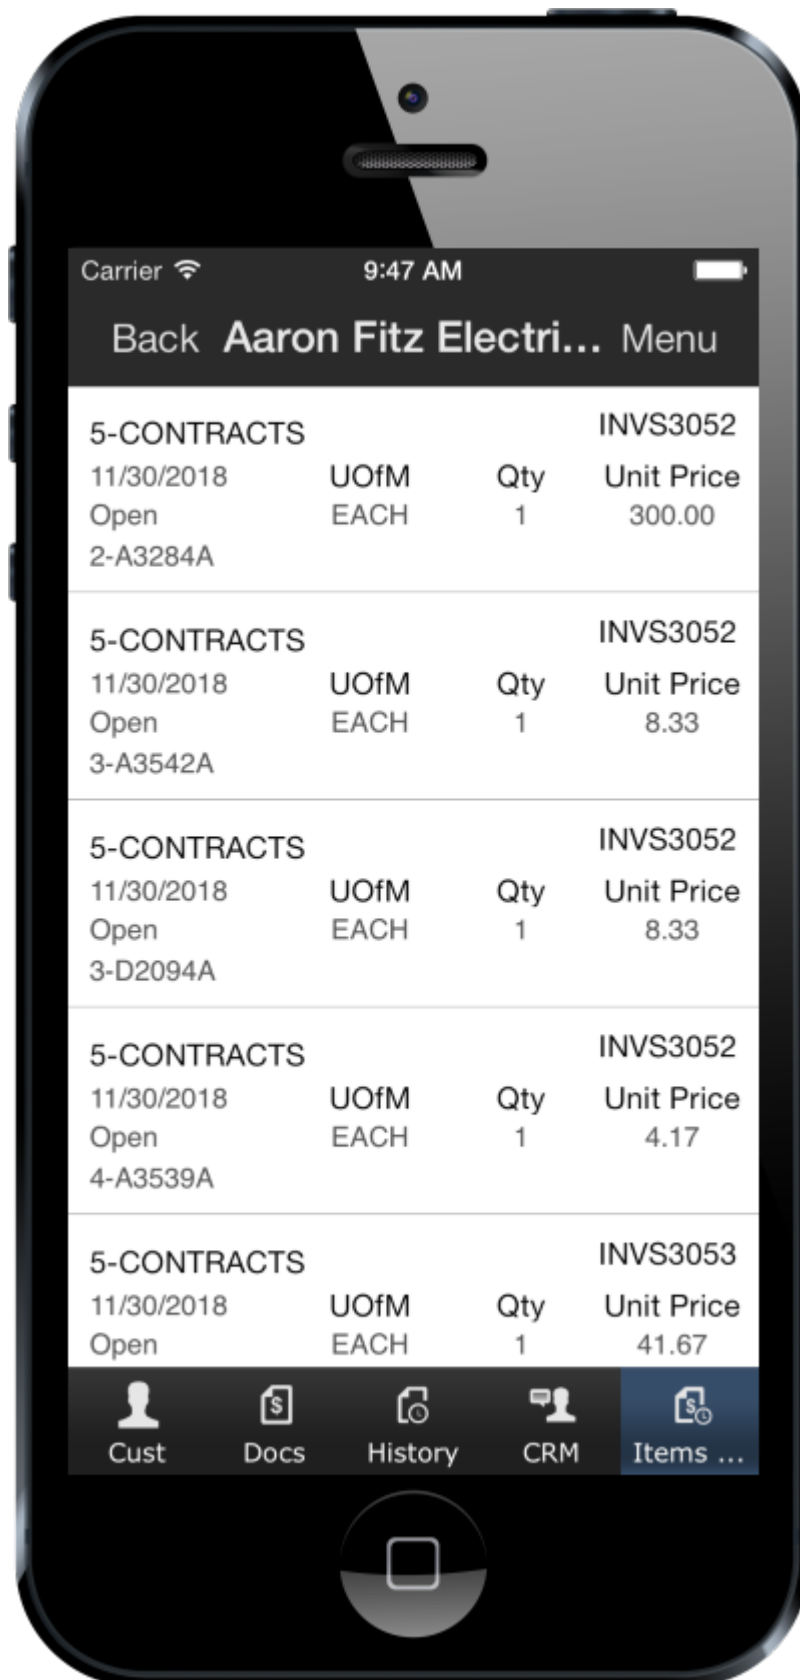 Carrier 9:47 AM
Back Aaron Fitz Electri... Menu
5-CONTRACTS INVS3052
11/30/2018 UOfM Qty Unit Price
Open EACH 1 300.00
2-A3284A
5-CONTRACTS INVS3052
11/30/2018 UOfM Qty Unit Price
Open EACH 1 8.33
3-A3542A
5-CONTRACTS INVS3052
11/30/2018 UOfM Qty Unit Price
Open EACH 1 8.33
3-D2094A
5-CONTRACTS INVS3052
11/30/2018 UOfM Qty Unit Price
Open EACH 1 4.17
4-A3539A
5-CONTRACTS INVS3053
11/30/2018 UOfM Qty Unit Price
Open EACH 1 41.67
Cust Docs History CRM Items ...